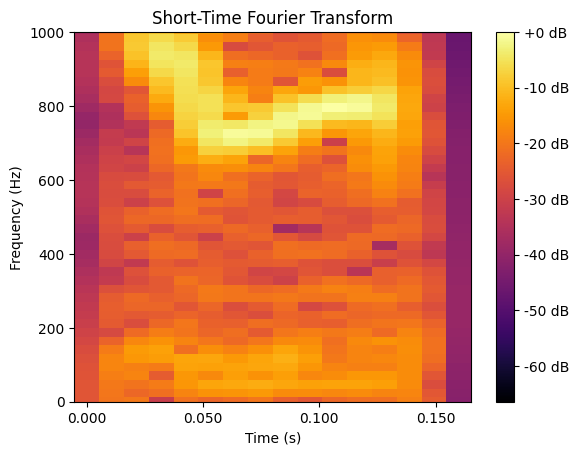 Short-Time Fourier Transform
1000
800
600
400
200
0
Frequency (Hz)
0.000
0.050
0.100
0.150
Time (s)
+0 dB
-10 dB
-20 dB
-30 dB
-40 dB
-50 dB
-60 dB